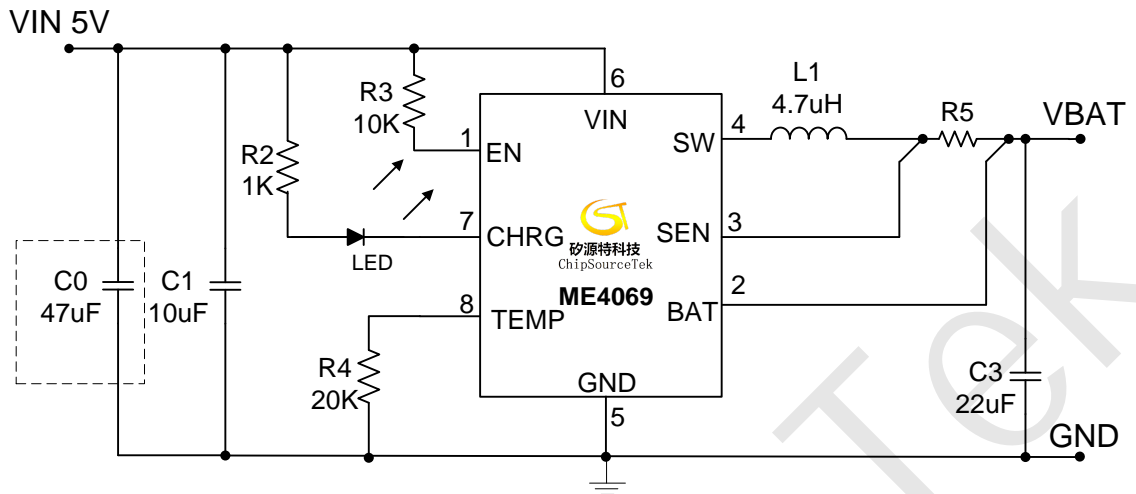 VIN 5V
6
L1
4.7uH
R3
10K
VIN
R5
VBAT
1
EN
SW
4
R2
1K
7
CHRG
矽源特科技
ChipSourceTek
SEN
3
LED
C0
47uF
C1
10uF
ME4069
2
BAT
8
TEMP
R4
20K
GND
5
C3
22uF
GND
Tek